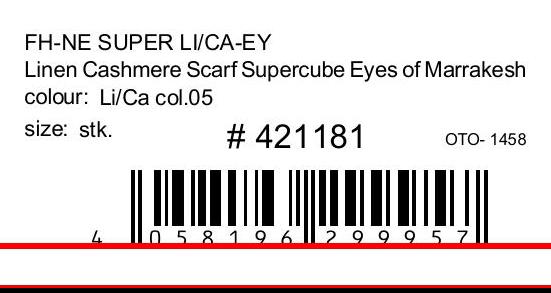 FH-NE SUPER LI/CA-EY
Linen Cashmere Scarf Supercube Eyes of Marrakesh
colour: Li/Ca col.05
size: stk.
# 421181
OTO- 1458
4 058196 299957